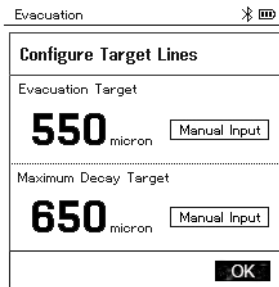 Evacuation
Configure Target Lines
Evacuation Target
550 micron Manual Input
Maximum Decay Target
650 micron Manual Input
OK